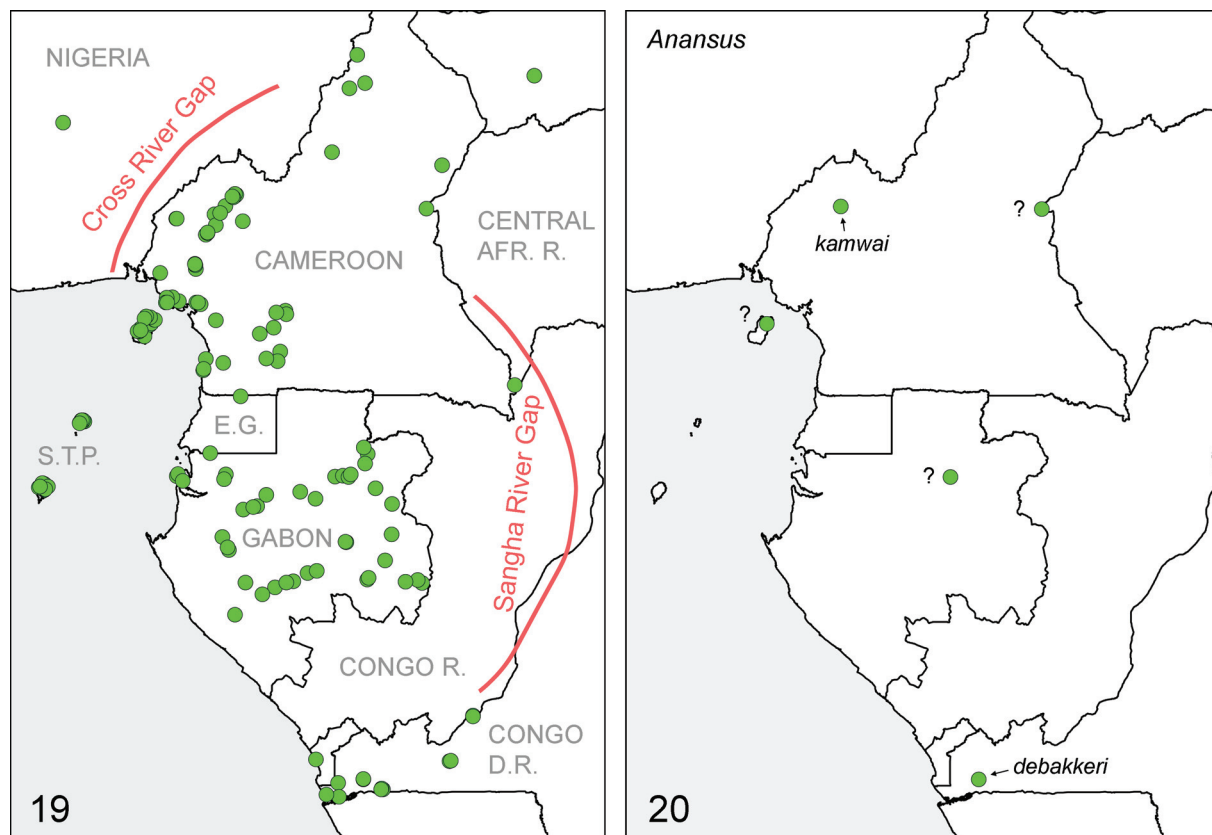 NIGERIA
Cross River Gap
CAMEROON
CENTRAL
AFR. R.
E.G.
S.T.P.
GABON
Sangha River Gap
CONGO R.
CONGO
D.R.
19
Anansus
kamwai
?
?
?
debakkeri
20